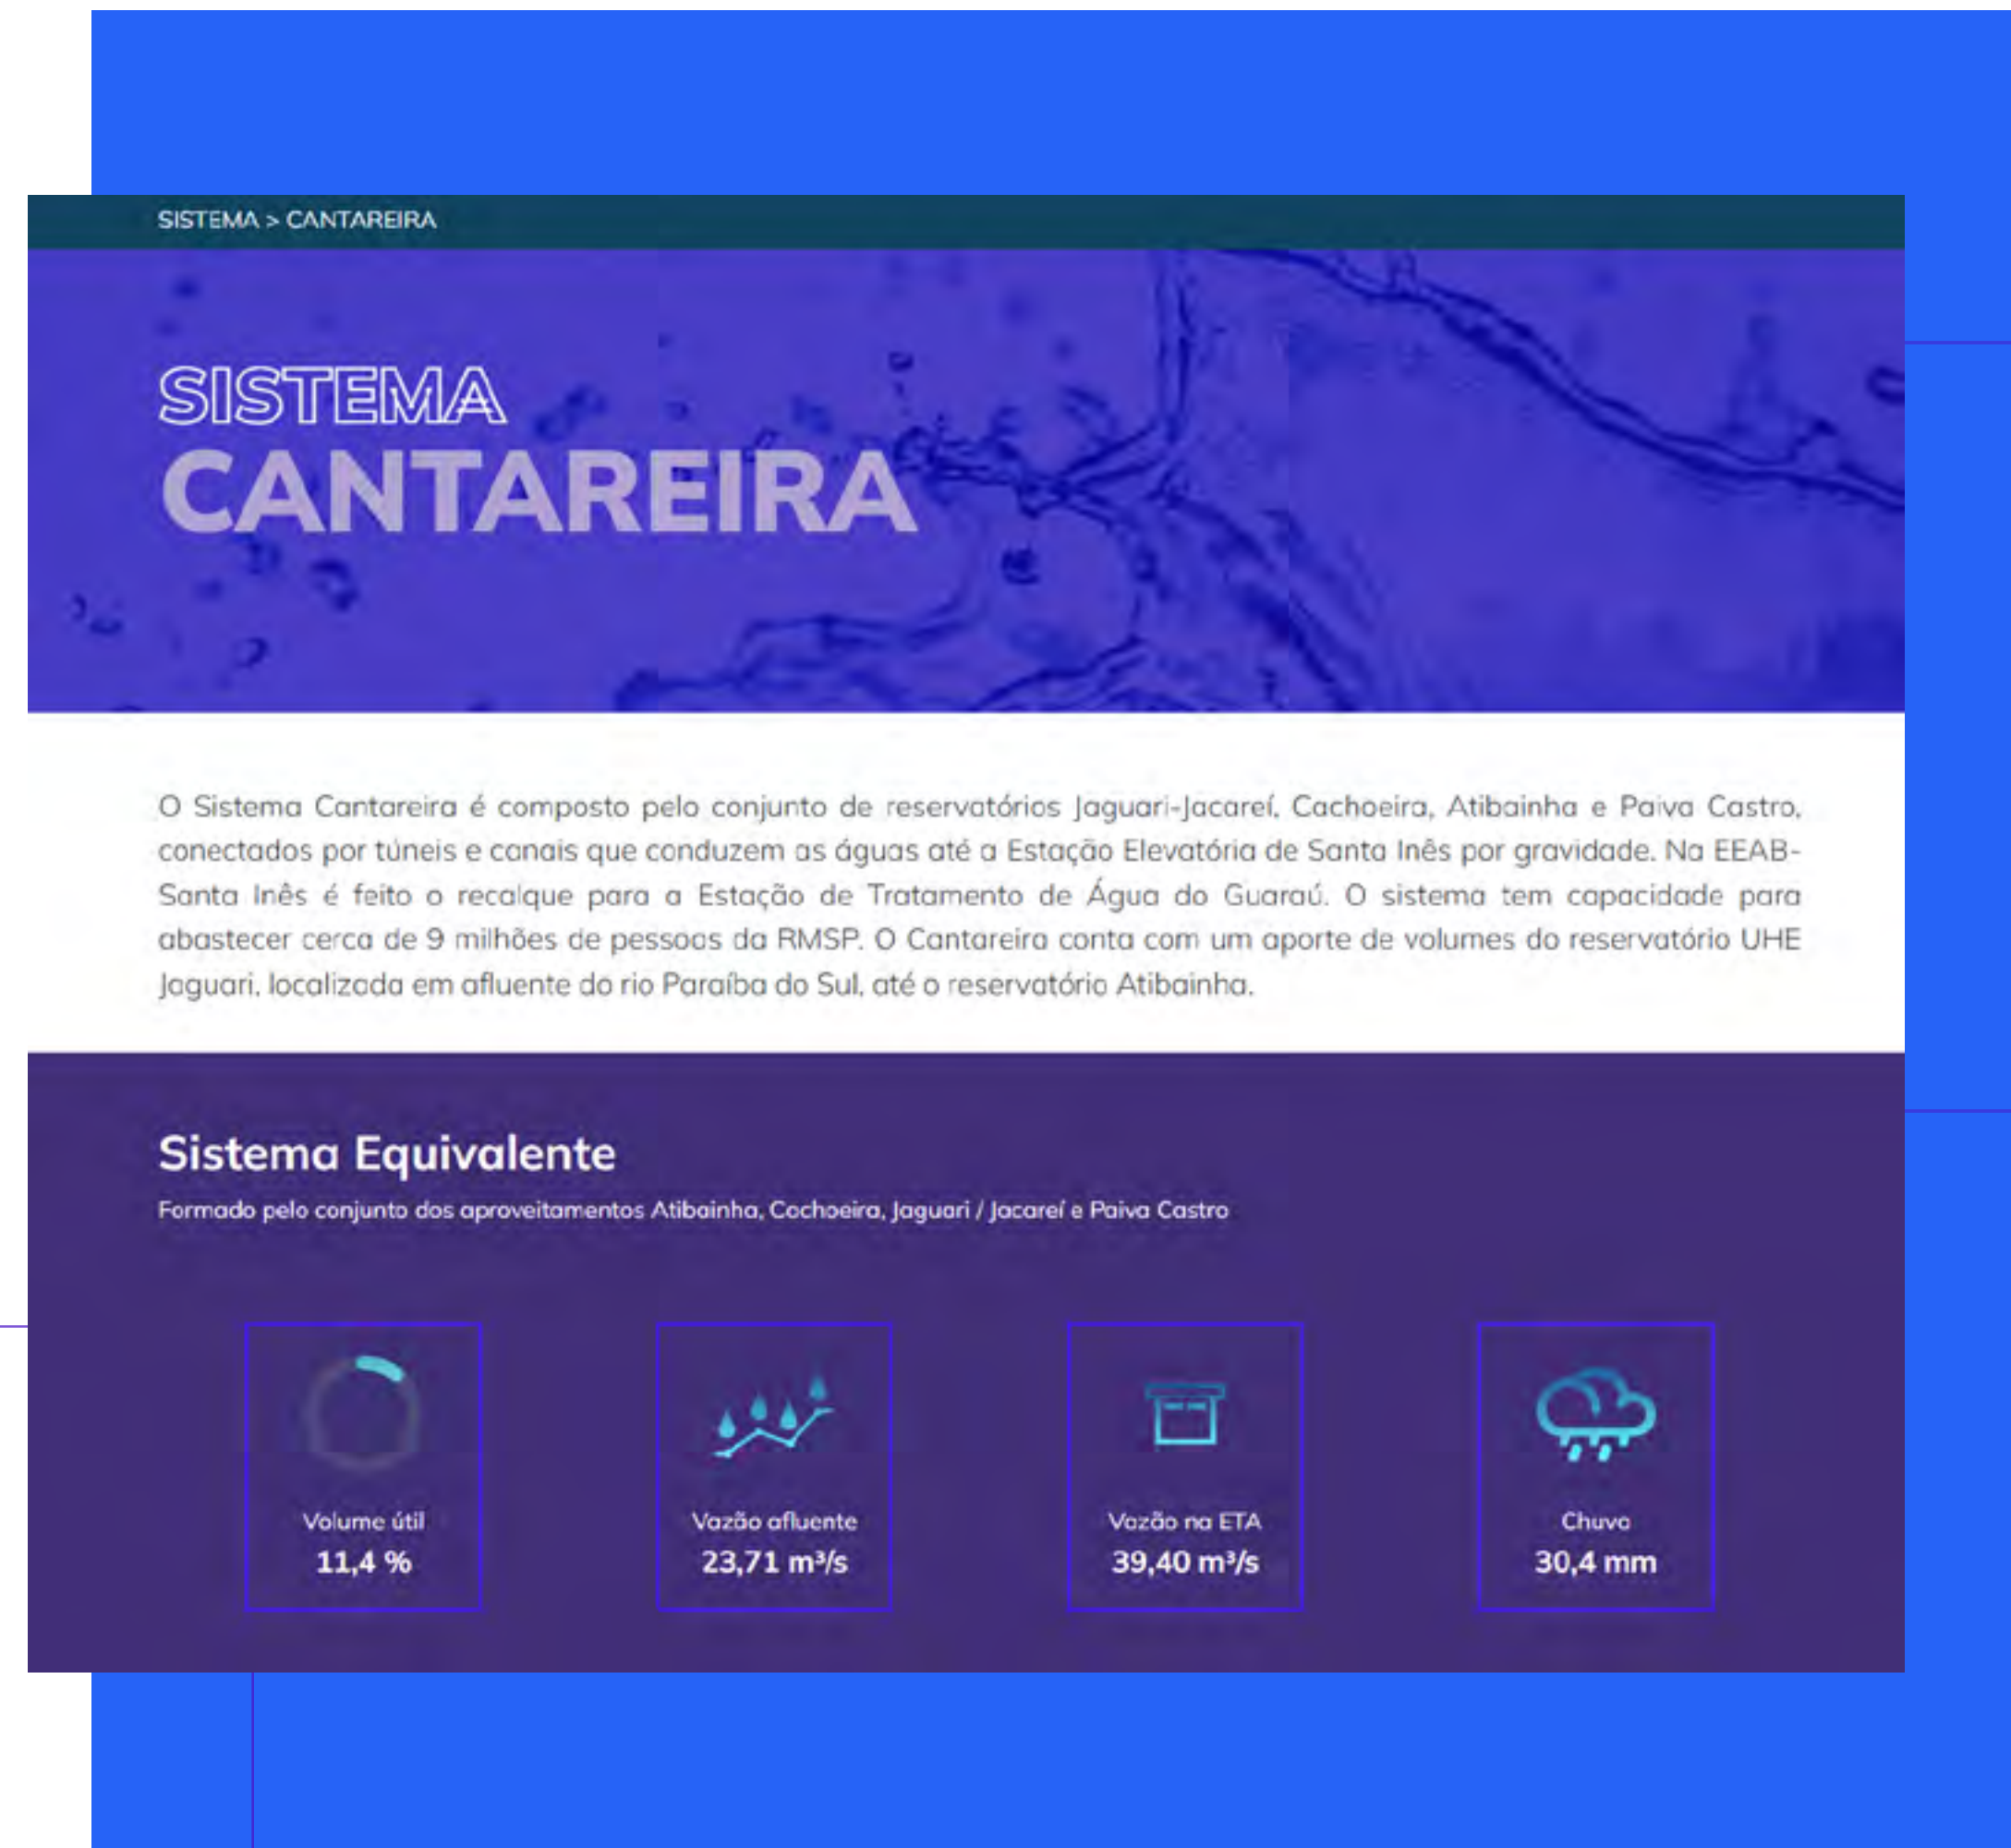 SISTEMA > CANTAREIRA
SISTEMA
CANTAREIRA
O Sistema Cantareira é composto pelo conjunto de reservatórios Jaguari-Jacareí, Cachoeira, Atibainha e Paiva Castro,
conectados por túneis e canais que conduzem as águas até a Estação Elevatória de Santa Inês por gravidade. Na EEAB-
Santa Inês é feito o recalque para a Estação de Tratamento de Água do Guaraú. O sistema tem capacidade para
abastecer cerca de 9 milhões de pessoas da RMSP. O Cantareira conta com um aporte de volumes do reservatório UHE
Jaguari, localizada em afluente do rio Paraíba do Sul, até o reservatório Atibainha.
Sistema Equivalente
Formado pelo conjunto dos aproveitamentos Atibainha, Cachoeira, Jaguari / Jacareí e Paiva Castro
Volume útil
11,4 %
Vazão afluente
23,71 m³/s
Vazão na ETA
39,40 m³/s
Chuva
30,4 mm